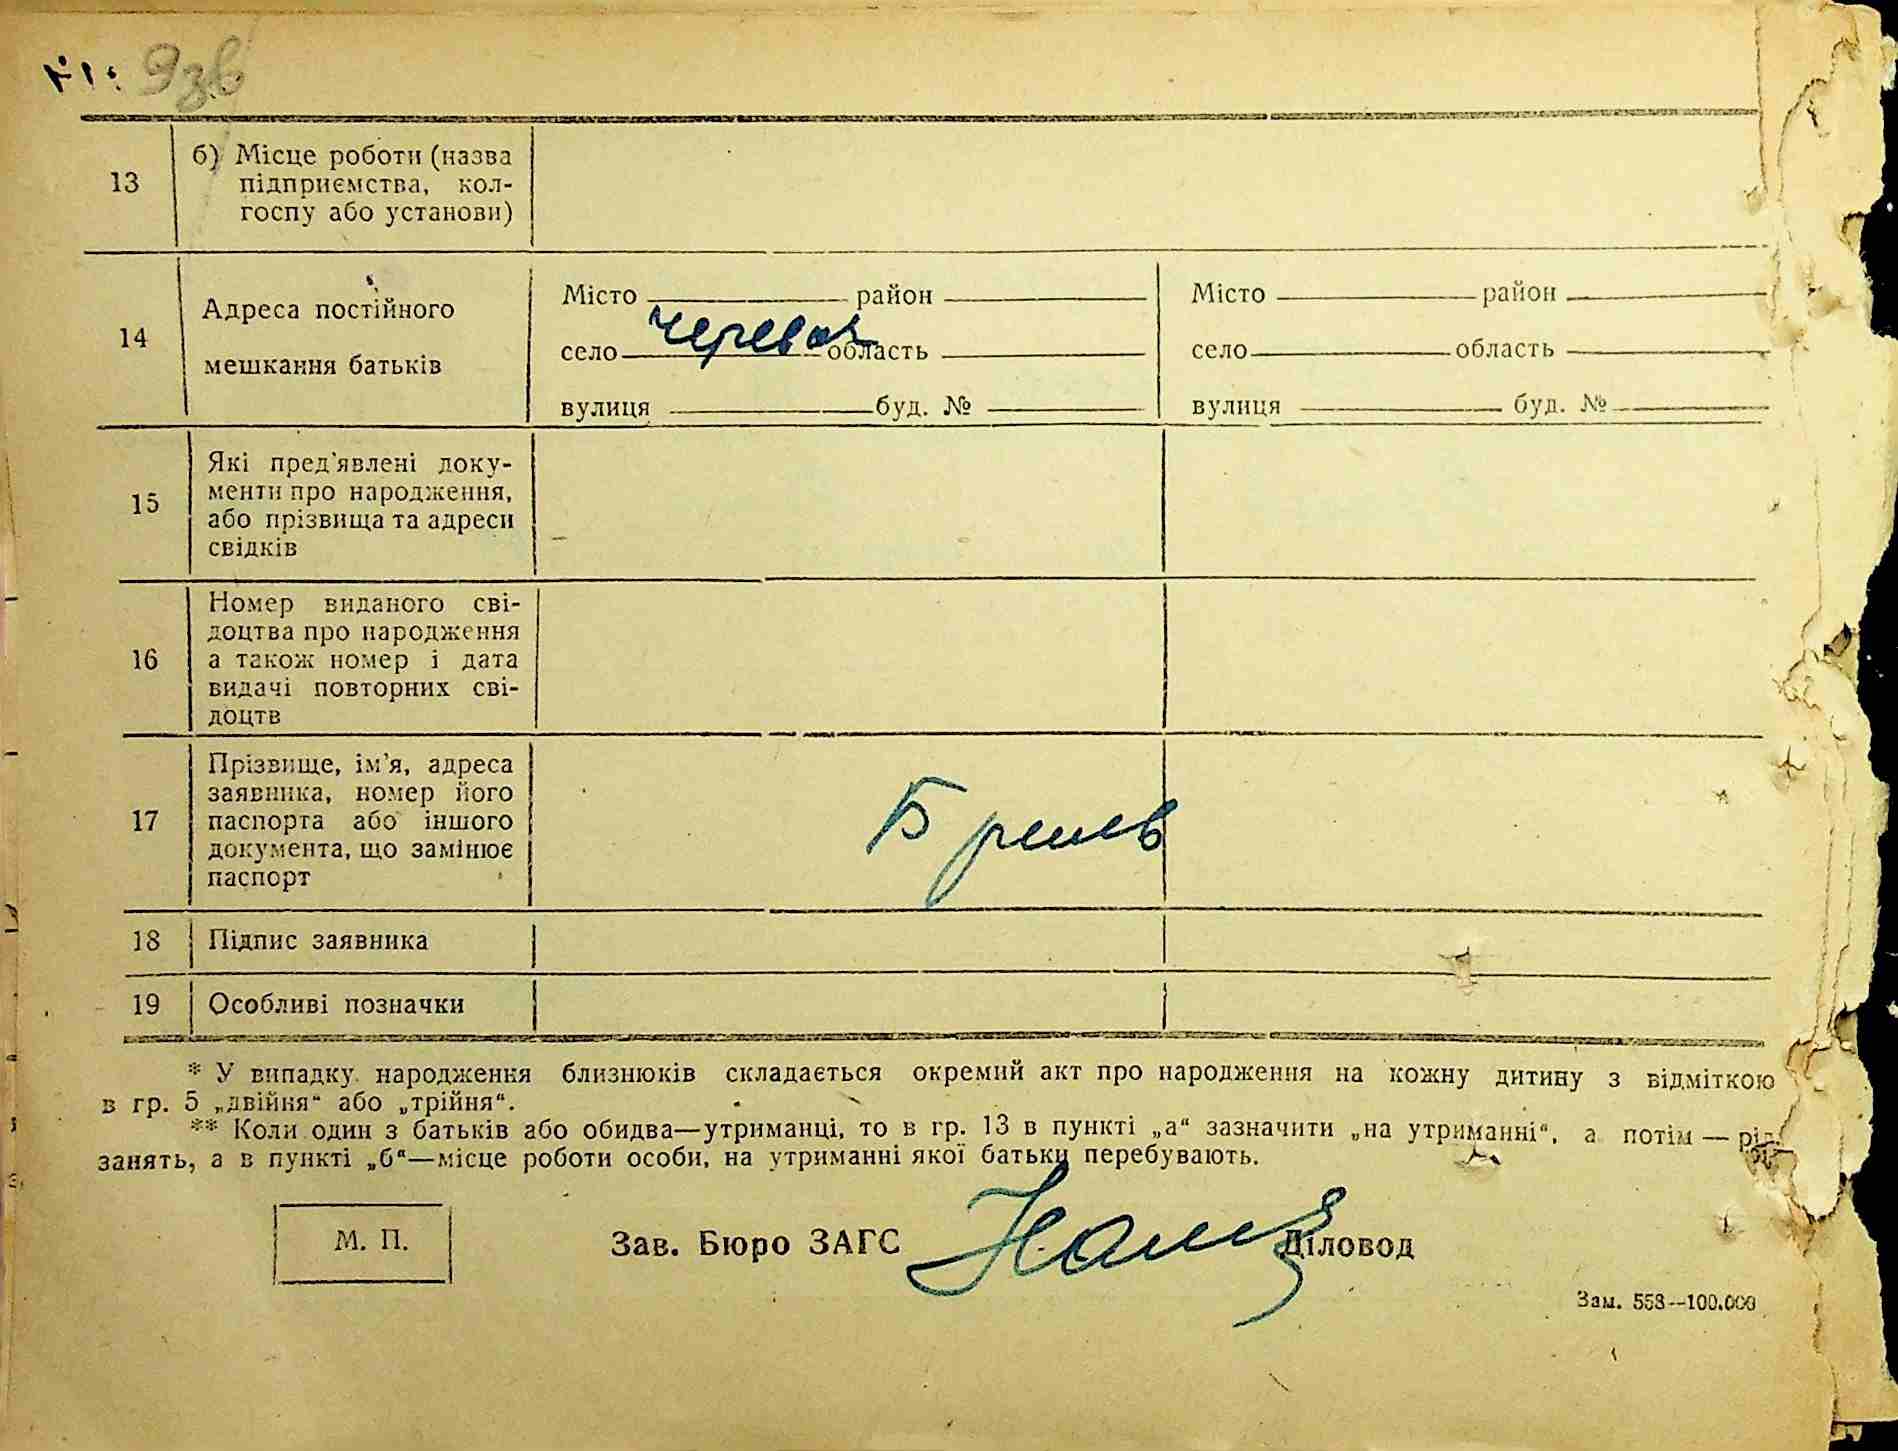 9зв
13
б) Місце роботи (назва
підприємства, кол-
госпу або установи)
14
Адреса постійного
мешкання батьків
Місто район
село область
вулиця буд. №
Місто район
село область
вулиця буд. №
15
Які пред'явлені доку-
менти про народження,
або прізвища та адреси
свідків
16
Номер виданого сві-
доцтва про народження
а також номер і дата
видачі повторних сві-
доцтв
17
Прізвище, ім'я, адреса
заявника, номер його
паспорта або іншого
документа, що замінює
паспорт
18
Підпис заявника
19
Особливі позначки
* У випадку народження близнюків складається окремий акт про народження на кожну дитину з відміткою
в гр. 5 „двійня“ або „трійня“.
** Коли один з батьків або обидва—утриманці, то в гр. 13 в пункті „а“ зазначити „на утриманні“, а потім —
занять, а в пункті „б“—місце роботи особи, на утриманні якої батьки перебувають.
М. П.
Зав. Бюро ЗАГС
Діловод
Зам. 558—100.000